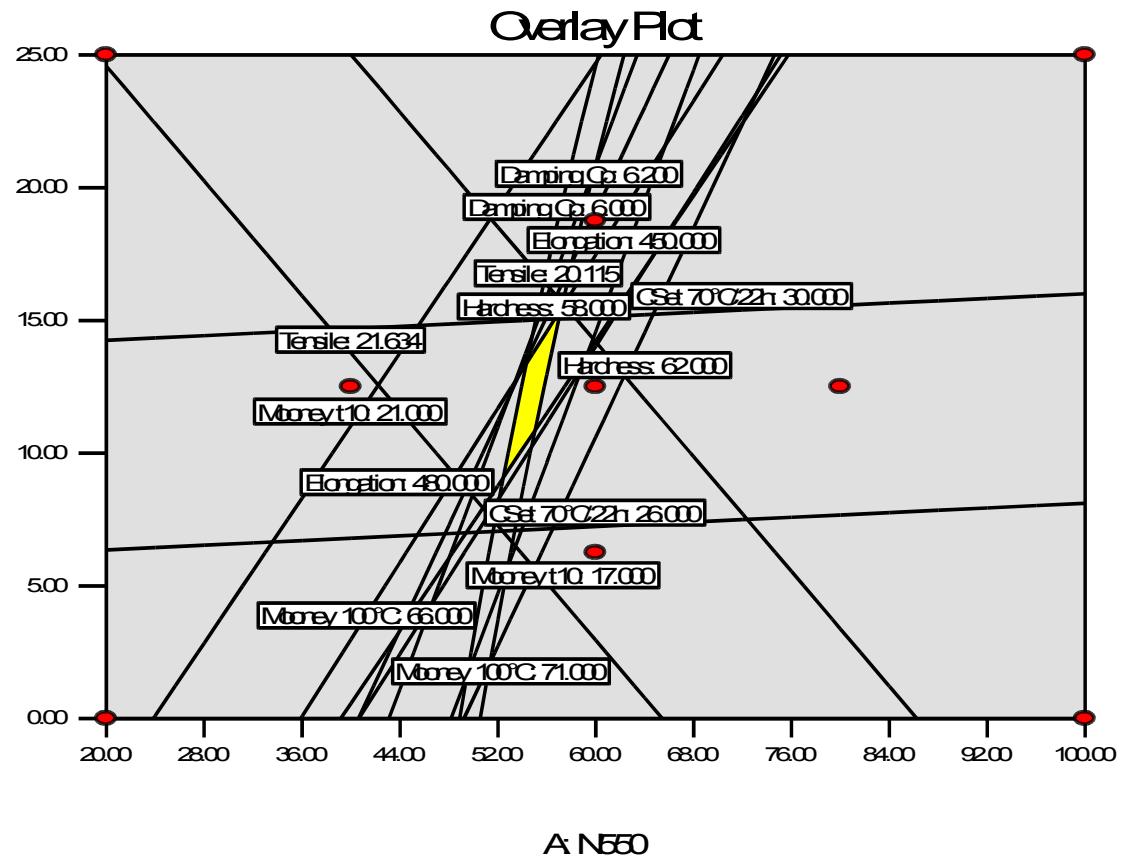 Overlay Plot
25.00
20.00
15.00
10.00
5.00
0.00
Damping Cp: 6.200
Damping Cp: 6.000
Elongation: 450.000
Tensile: 20.115
CSet 70°C/22h: 30.000
Hardness: 58.000
Tensile: 21.634
Hardness: 62.000
Mooney t10: 21.000
Elongation: 480.000
CSet 70°C/22h: 26.000
Mooney t10: 17.000
Mooney 100°C: 66.000
Mooney 100°C: 71.000
20.00 28.00 36.00 44.00 52.00 60.00 68.00 76.00 84.00 92.00 100.00
A: N550